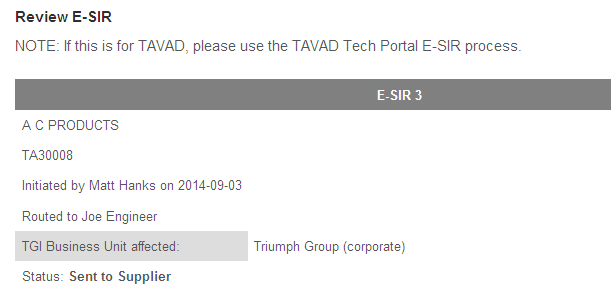 Review E-SIR
NOTE: If this is for TAVAD, please use the TAVAD Tech Portal E-SIR process.
E-SIR 3
A C PRODUCTS
TA30008
Initiated by Matt Hanks on 2014-09-03
Routed to Joe Engineer
TGI Business Unit affected: Triumph Group (corporate)
Status: Sent to Supplier